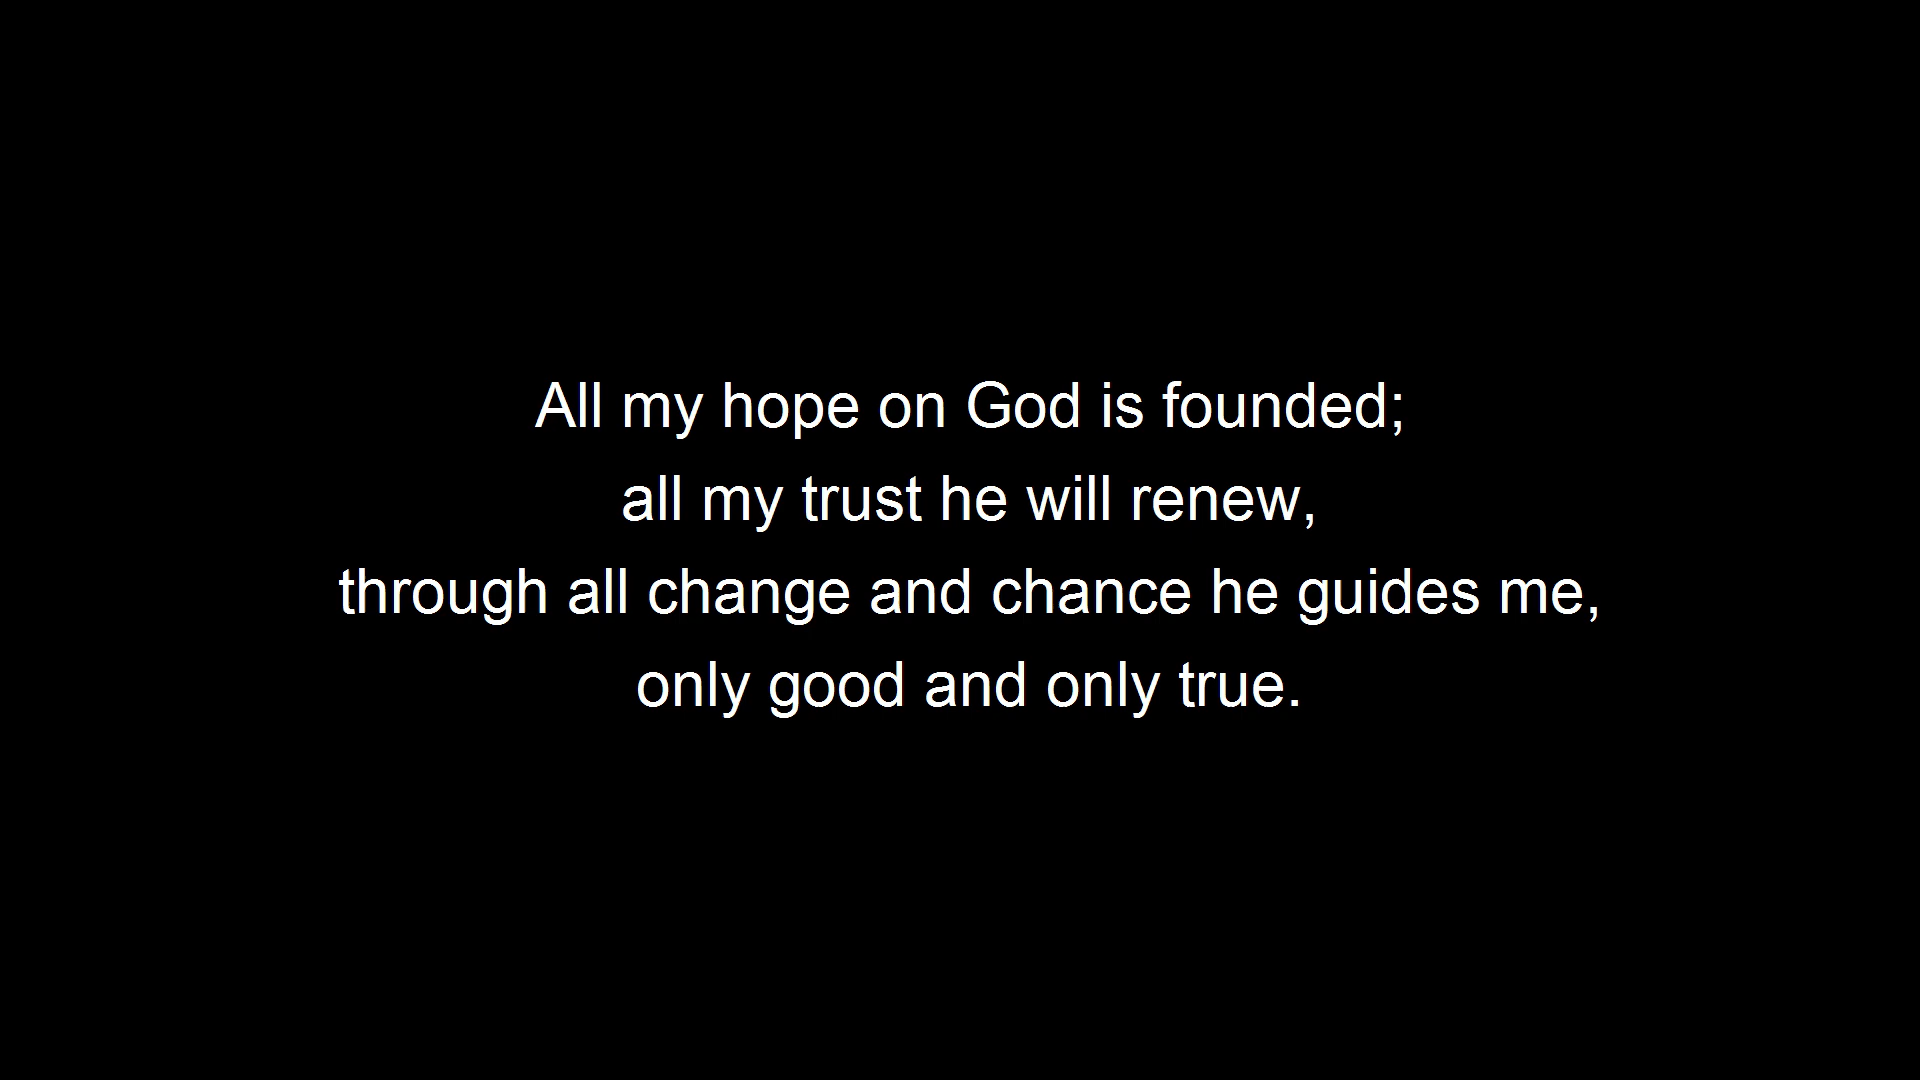 All my hope on God is founded;
all my trust he will renew,
through all change and chance he guides me,
only good and only true.